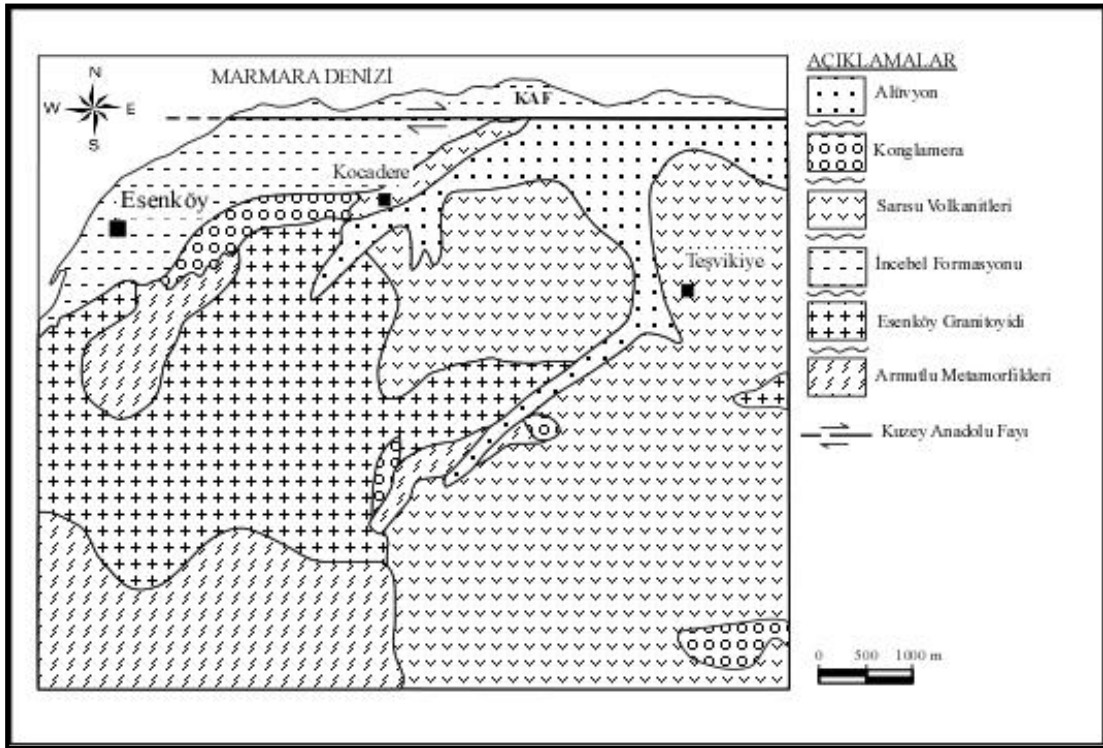 N
W E
S
MARMARA DENİZİ
KAF
Kocadere
Esenköy
Teşvikiye
AÇIKLAMALAR
Alüvyon
Konglamera
Sarısu Volkanitleri
İncebel Formasyonu
Esenköy Granitoyidi
Armutlu Metamorfikleri
Kuzey Anadolu Fayı
0 500 1000 m